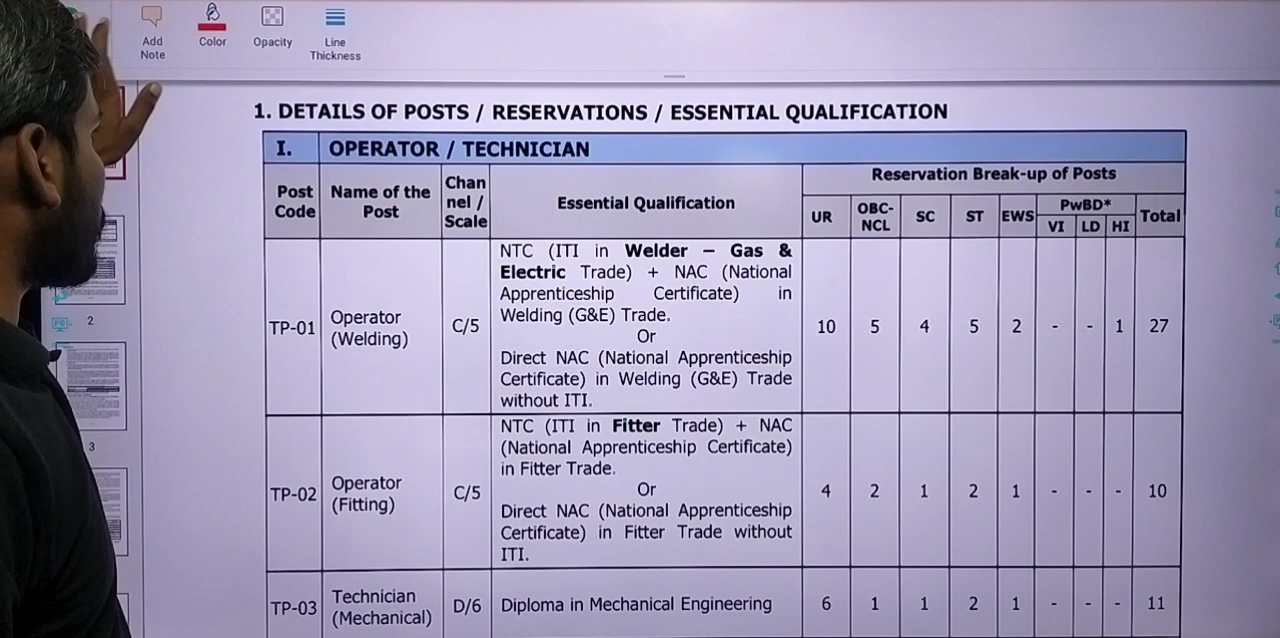 Add Note
Color
Opacity
Line Thickness
1. DETAILS OF POSTS / RESERVATIONS / ESSENTIAL QUALIFICATION
I. OPERATOR / TECHNICIAN
Post Code
Name of the Post
Chan nel / Scale
Essential Qualification
Reservation Break-up of Posts
UR
OBC-NCL
SC
ST
EWS
PwBD*
VI
LD
HI
Total
TP-01
Operator
(Welding)
C/5
NTC (ITI in Welder – Gas &
Electric Trade) + NAC (National
Apprenticeship Certificate) in
Welding (G&E) Trade.
Or
Direct NAC (National Apprenticeship
Certificate) in Welding (G&E) Trade
without ITI.
10 5 4 5 2 - - 1 27
TP-02
Operator
(Fitting)
C/5
NTC (ITI in Fitter Trade) + NAC
(National Apprenticeship Certificate)
in Fitter Trade.
Or
Direct NAC (National Apprenticeship
Certificate) in Fitter Trade without
ITI.
4 2 1 2 1 - - - 10
TP-03
Technician
(Mechanical)
D/6
Diploma in Mechanical Engineering
6 1 1 2 1 - - - 11
2
3